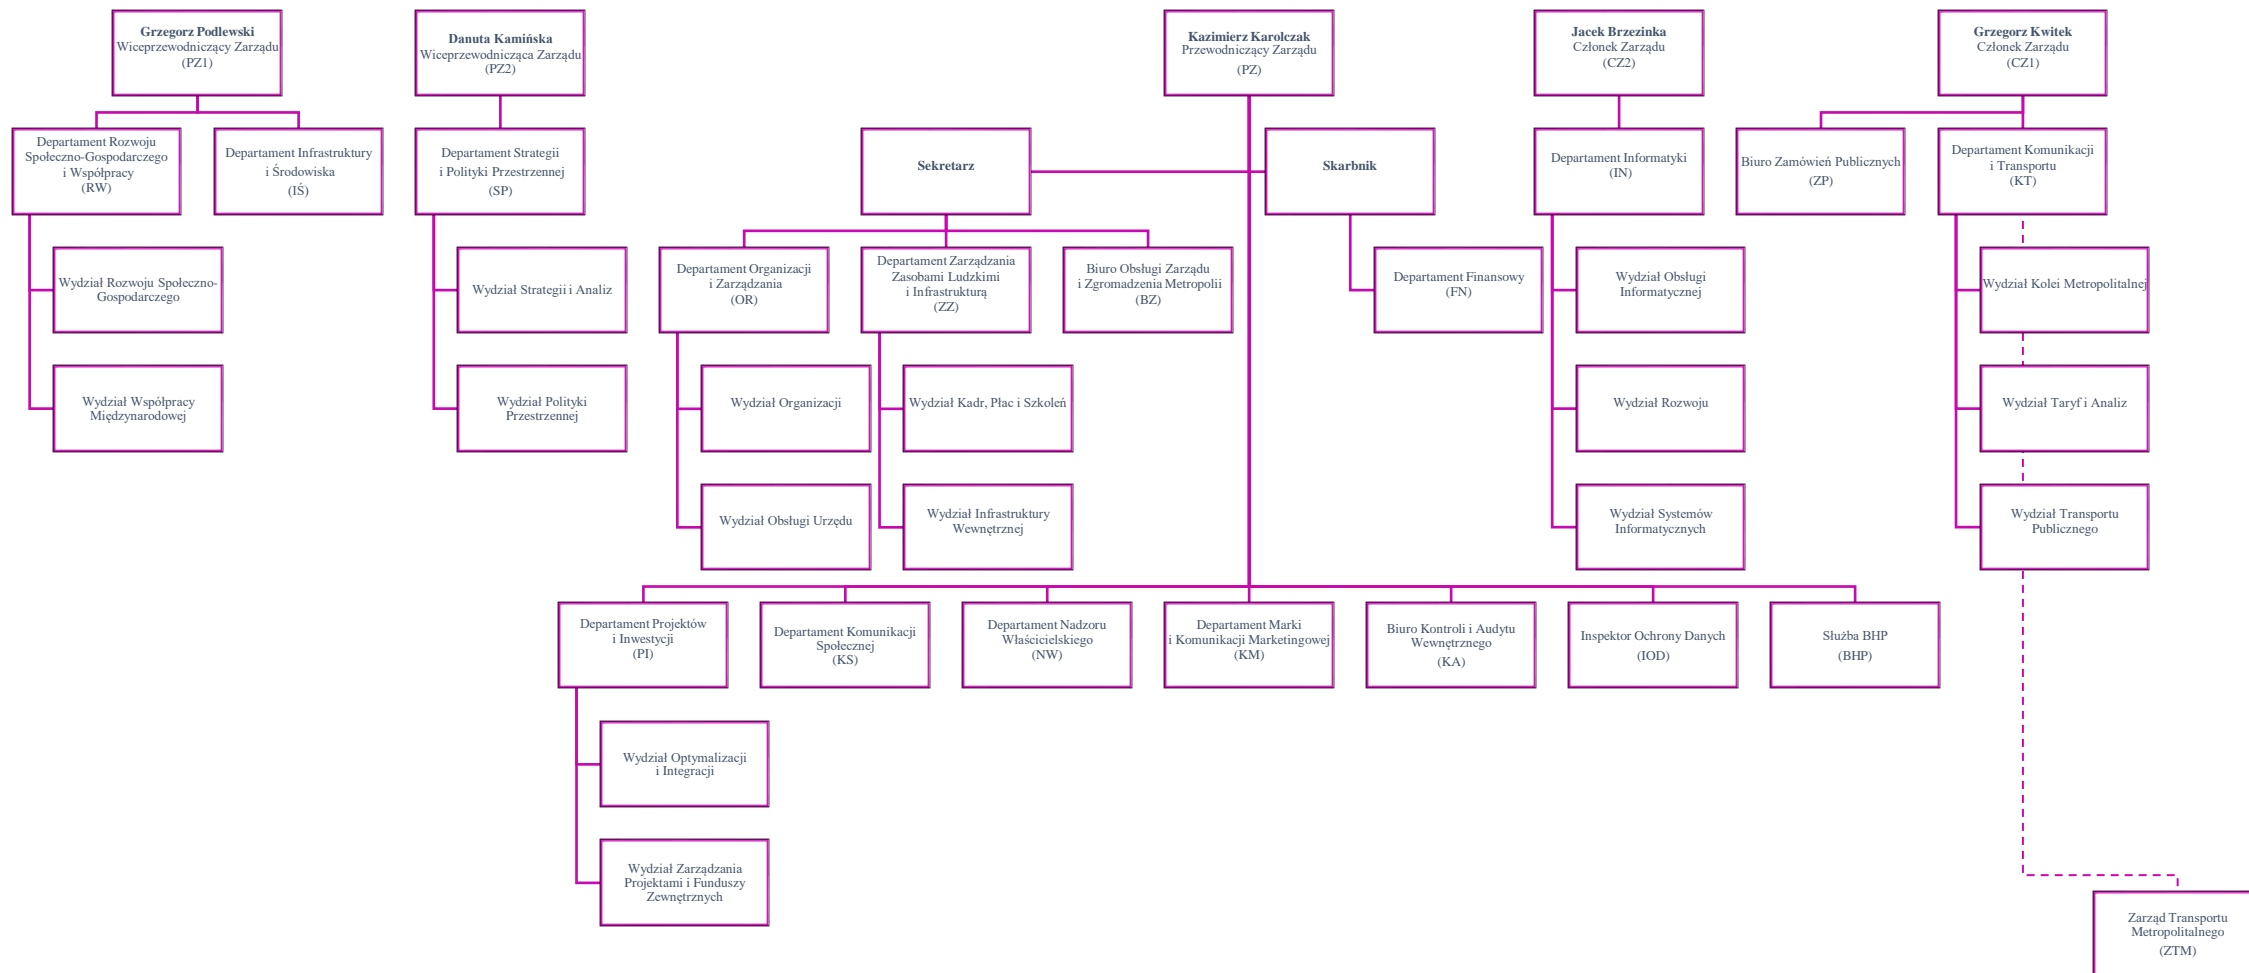 Grzegorz Podlewski
Wiceprzewodniczący Zarządu
(PZ1)
Danuta Kamińska
Wiceprzewodnicząca Zarządu
(PZ2)
Kazimierz Karolczak
Przewodniczący Zarządu
(PZ)
Jacek Brzezinka
Członek Zarządu
(CZ2)
Grzegorz Kwitek
Członek Zarządu
(CZ1)
Departament Rozwoju
Społeczno-Gospodarczego
i Współpracy
(RW)
Departament Infrastruktury
i Środowiska
(IŚ)
Departament Strategii
i Polityki Przestrzennej
(SP)
Sekretarz
Skarbnik
Departament Informatyki
(IN)
Biuro Zamówień Publicznych
(ZP)
Departament Komunikacji
i Transportu
(KT)
Wydział Rozwoju Społeczno-
Gospodarczego
Wydział Strategii i Analiz
Departament Organizacji
i Zarządzania
(OR)
Departament Zarządzania
Zasobami Ludzkimi
i Infrastrukturą
(ZZ)
Biuro Obsługi Zarządu
i Zgromadzenia Metropolii
(BZ)
Departament Finansowy
(FN)
Wydział Obsługi
Informatycznej
Wydział Kolei Metropolitalnej
Wydział Współpracy
Międzynarodowej
Wydział Polityki
Przestrzennej
Wydział Organizacji
Wydział Kadr, Płac i Szkoleń
Wydział Rozwoju
Wydział Taryf i Analiz
Wydział Obsługi Urzędu
Wydział Infrastruktury
Wewnętrznej
Wydział Systemów
Informatycznych
Wydział Transportu
Publicznego
Departament Projektów
i Inwestycji
(PI)
Departament Komunikacji
Społecznej
(KS)
Departament Nadzoru
Właścicielskiego
(NW)
Departament Marki
i Komunikacji Marketingowej
(KM)
Biuro Kontroli i Audytu
Wewnętrznego
(KA)
Inspektor Ochrony Danych
(IOD)
Służba BHP
(BHP)
Wydział Optymalizacji
i Integracji
Wydział Zarządzania
Projektami i Funduszy
Zewnętrznych
Zarząd Transportu
Metropolitalnego
(ZTM)